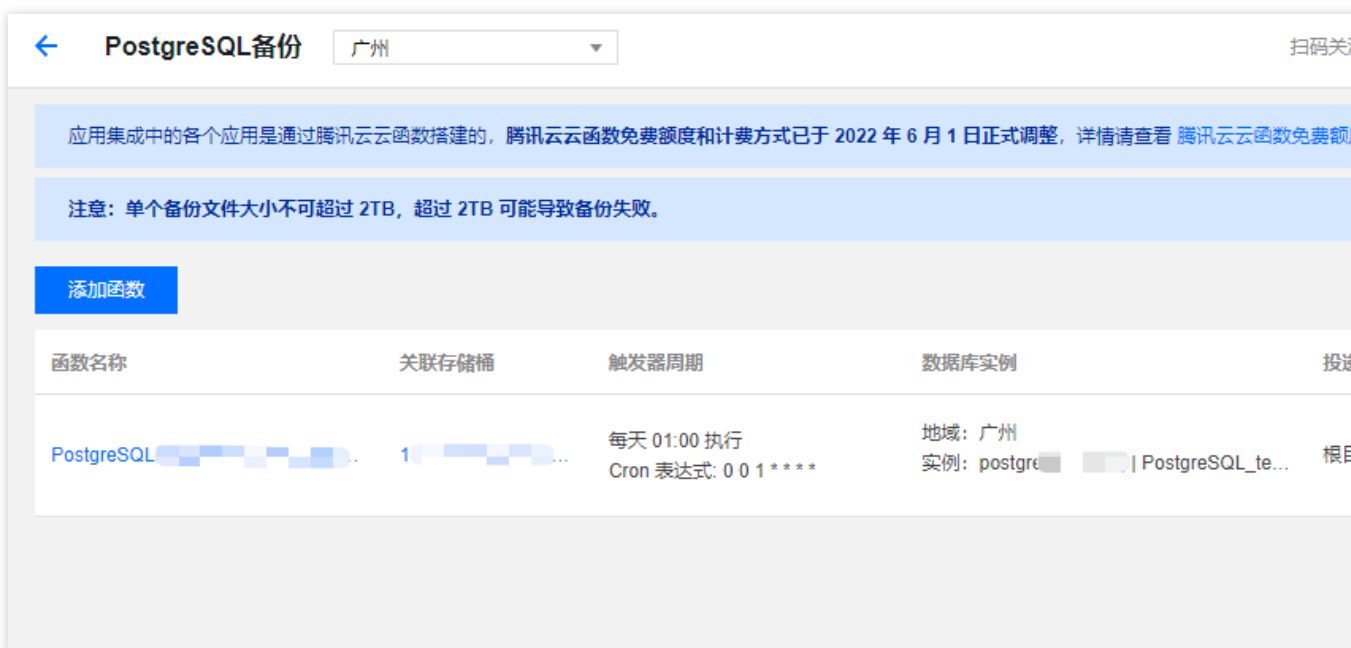 PostgreSQL备份 广州 扫码关
应用集成中的各个应用是通过腾讯云云函数搭建的，腾讯云云函数免费额度和计费方式已于 2022 年 6 月 1 日正式调整，详情请查看 腾讯云云函数免费额
注意：单个备份文件大小不可超过 2TB，超过 2TB 可能导致备份失败。
添加函数
函数名称 关联存储桶 触发器周期 数据库实例 投
每天 01:00 执行 地域：广州
PostgreSQL ... 1 ... Cron 表达式: 0 0 1 * * * * 实例：postgre | PostgreSQL_te... 根目